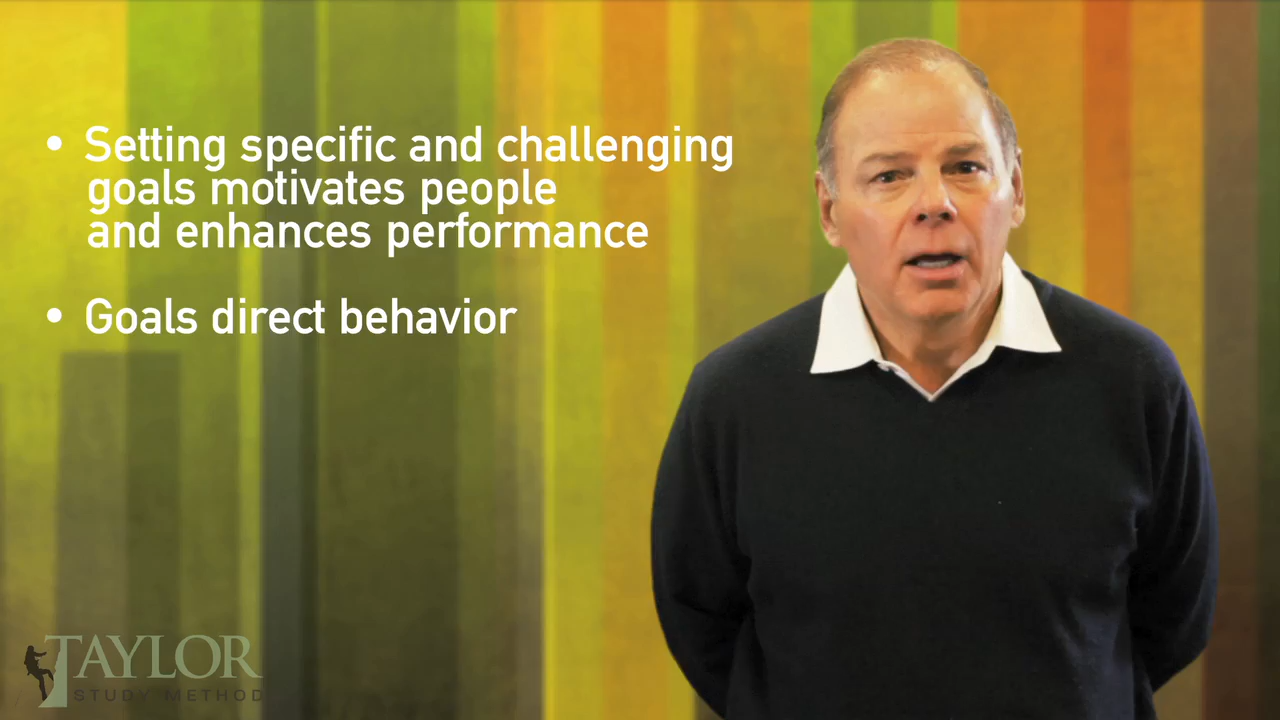 • Setting specific and challenging
goals motivates people
and enhances performance
• Goals direct behavior
TAYLOR
STUDY METHOD